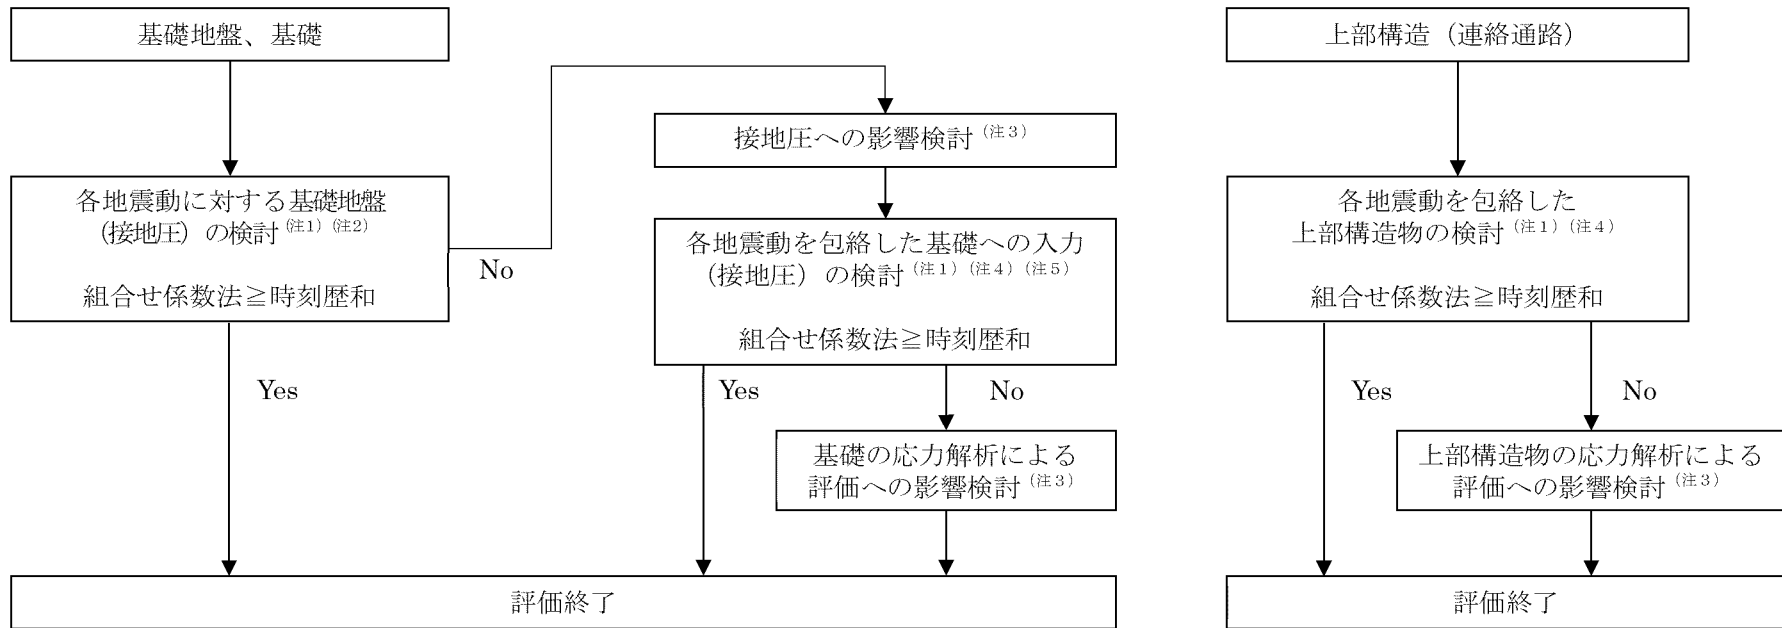 基礎地盤、基礎
各地震動に対する基礎地盤
（接地圧）の検討（注1）（注2）
組合せ係数法≧時刻歴和
No
Yes
接地圧への影響検討（注３）
各地震動を包絡した基礎への入力
（接地圧）の検討（注１）（注４）（注５）
組合せ係数法≧時刻歴和
Yes
No
基礎の応力解析による
評価への影響検討（注３）
評価終了
上部構造（連絡通路）
各地震動を包絡した
上部構造物の検討（注１）（注４）
組合せ係数法≧時刻歴和
Yes
No
上部構造物の応力解析による
評価への影響検討（注３）
評価終了